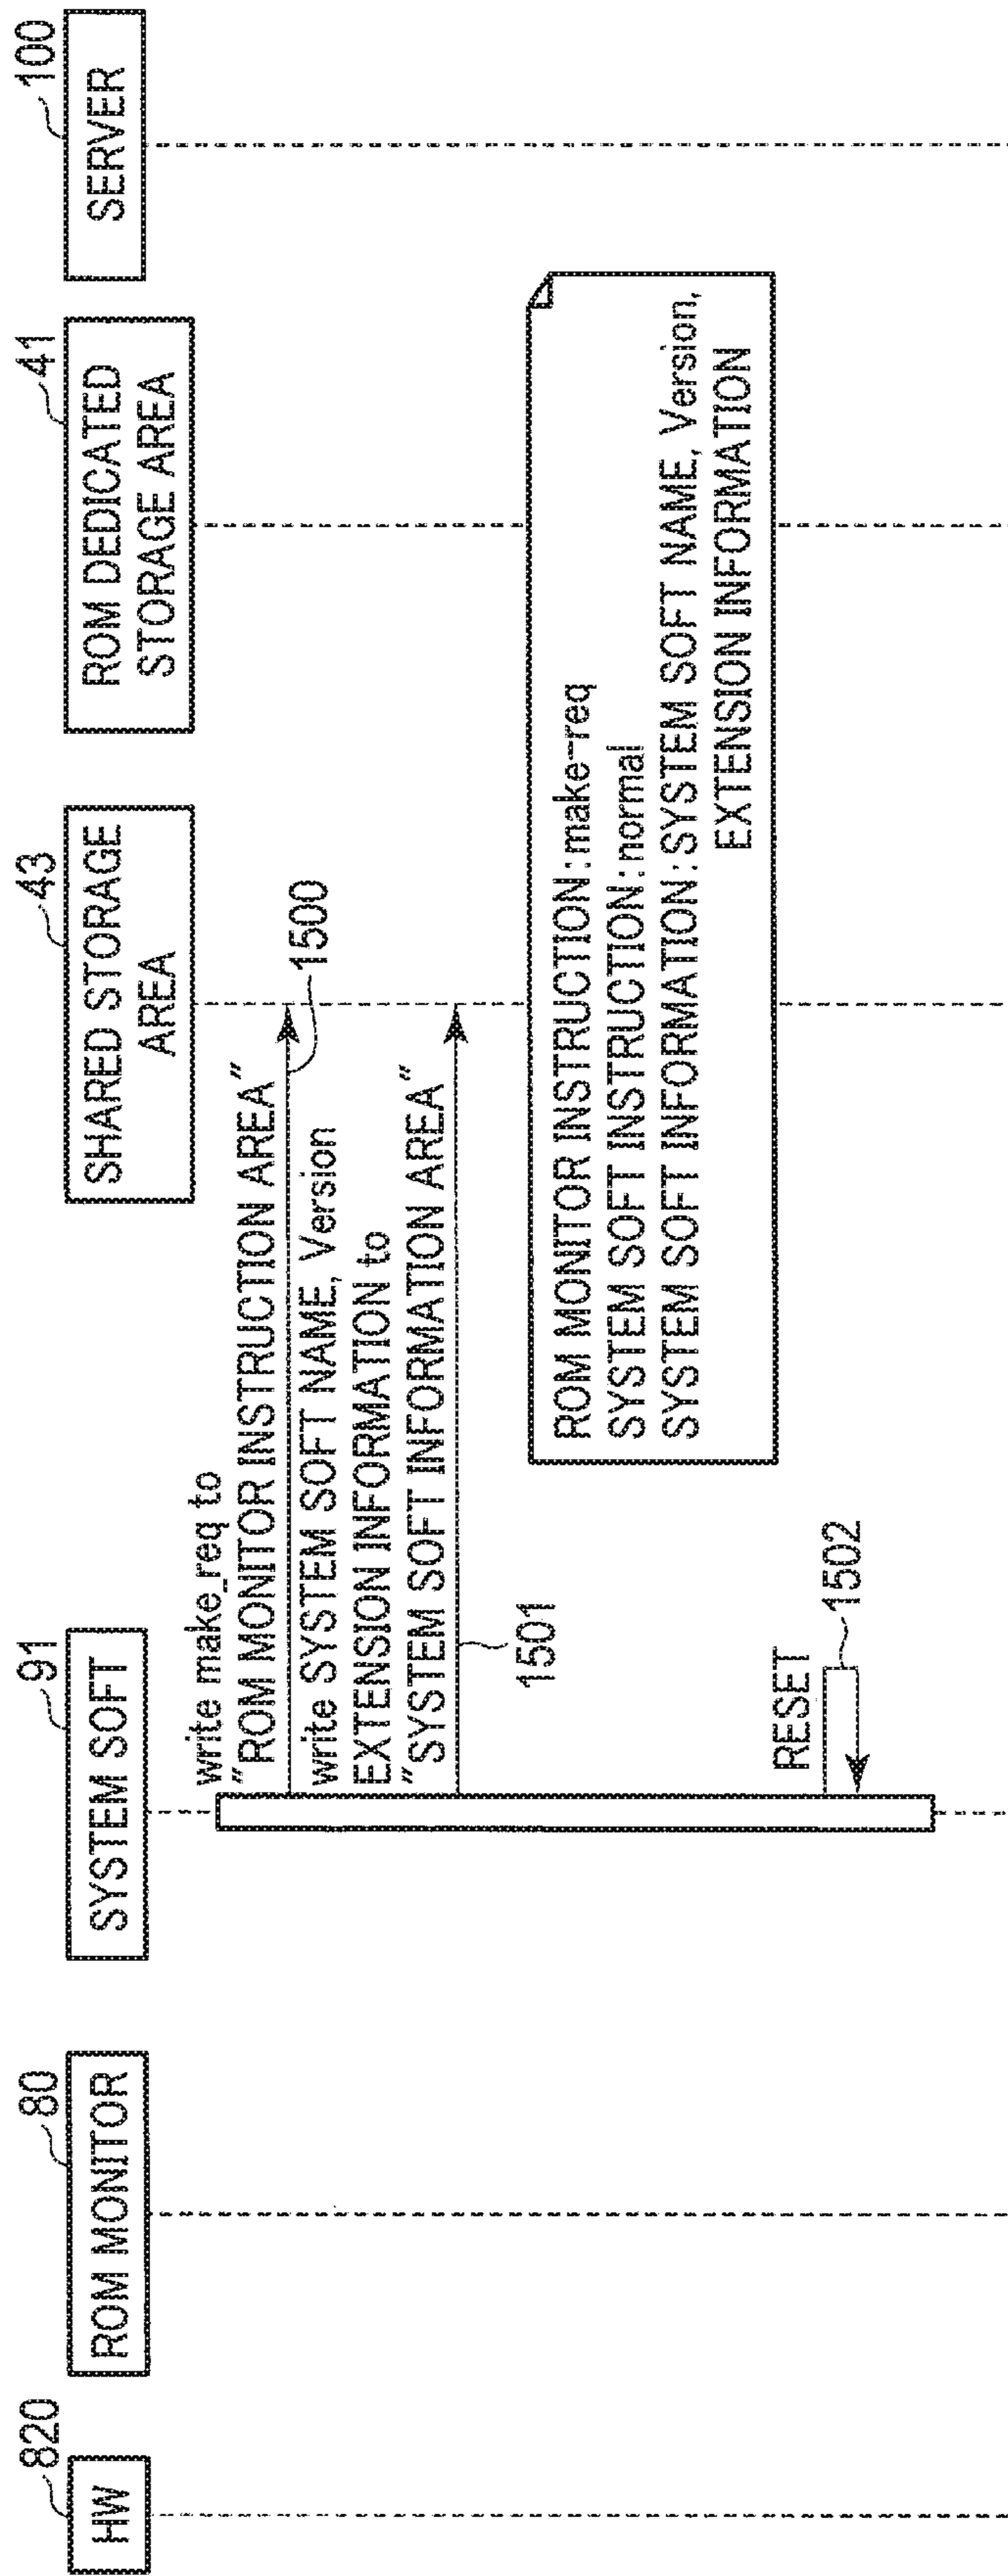 820
HW
80
ROM MONITOR
91
SYSTEM SOFT
43
SHARED STORAGE
AREA
41
ROM DEDICATED
STORAGE AREA
100
SERVER
write make_req to
"ROM MONITOR INSTRUCTION AREA"
1500
write SYSTEM SOFT NAME, Version
EXTENSION INFORMATION to
"SYSTEM SOFT INFORMATION AREA"
1501
ROM MONITOR INSTRUCTION:make-req
SYSTEM SOFT INSTRUCTION:normal
SYSTEM SOFT INFORMATION:SYSTEM SOFT NAME, Version,
EXTENSION INFORMATION
RESET
1502